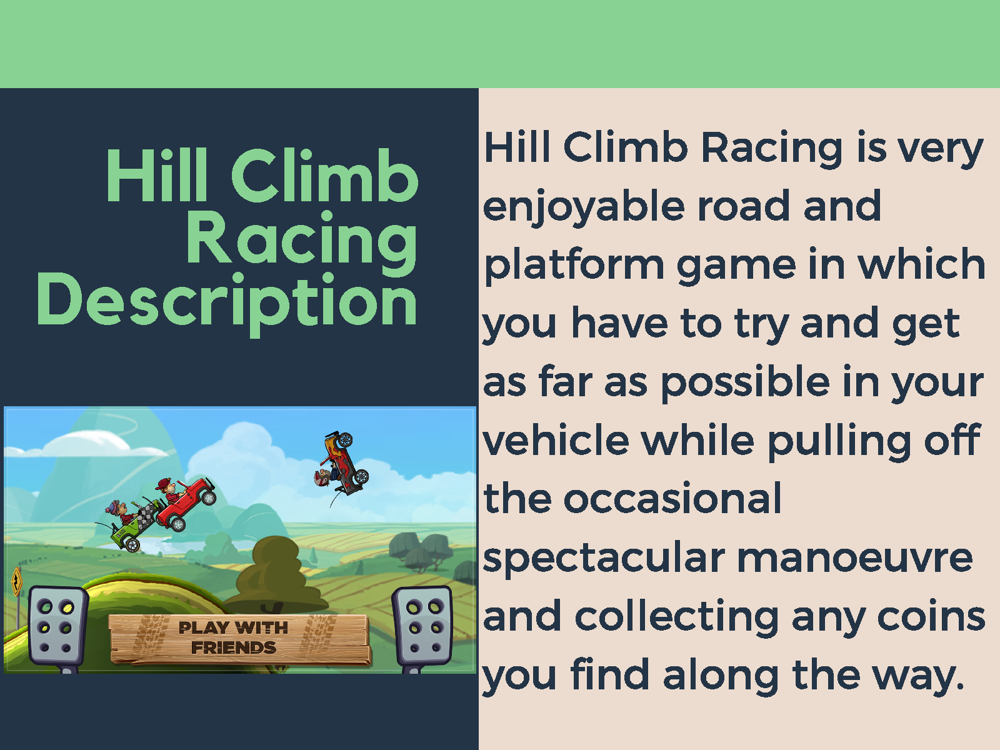 Hill Climb
Racing
Description
PLAY WITH
FRIENDS
Hill Climb Racing is very
enjoyable road and
platform game in which
you have to try and get
as far as possible in your
vehicle while pulling off
the occasional
spectacular manoeuvre
and collecting any coins
you find along the way.